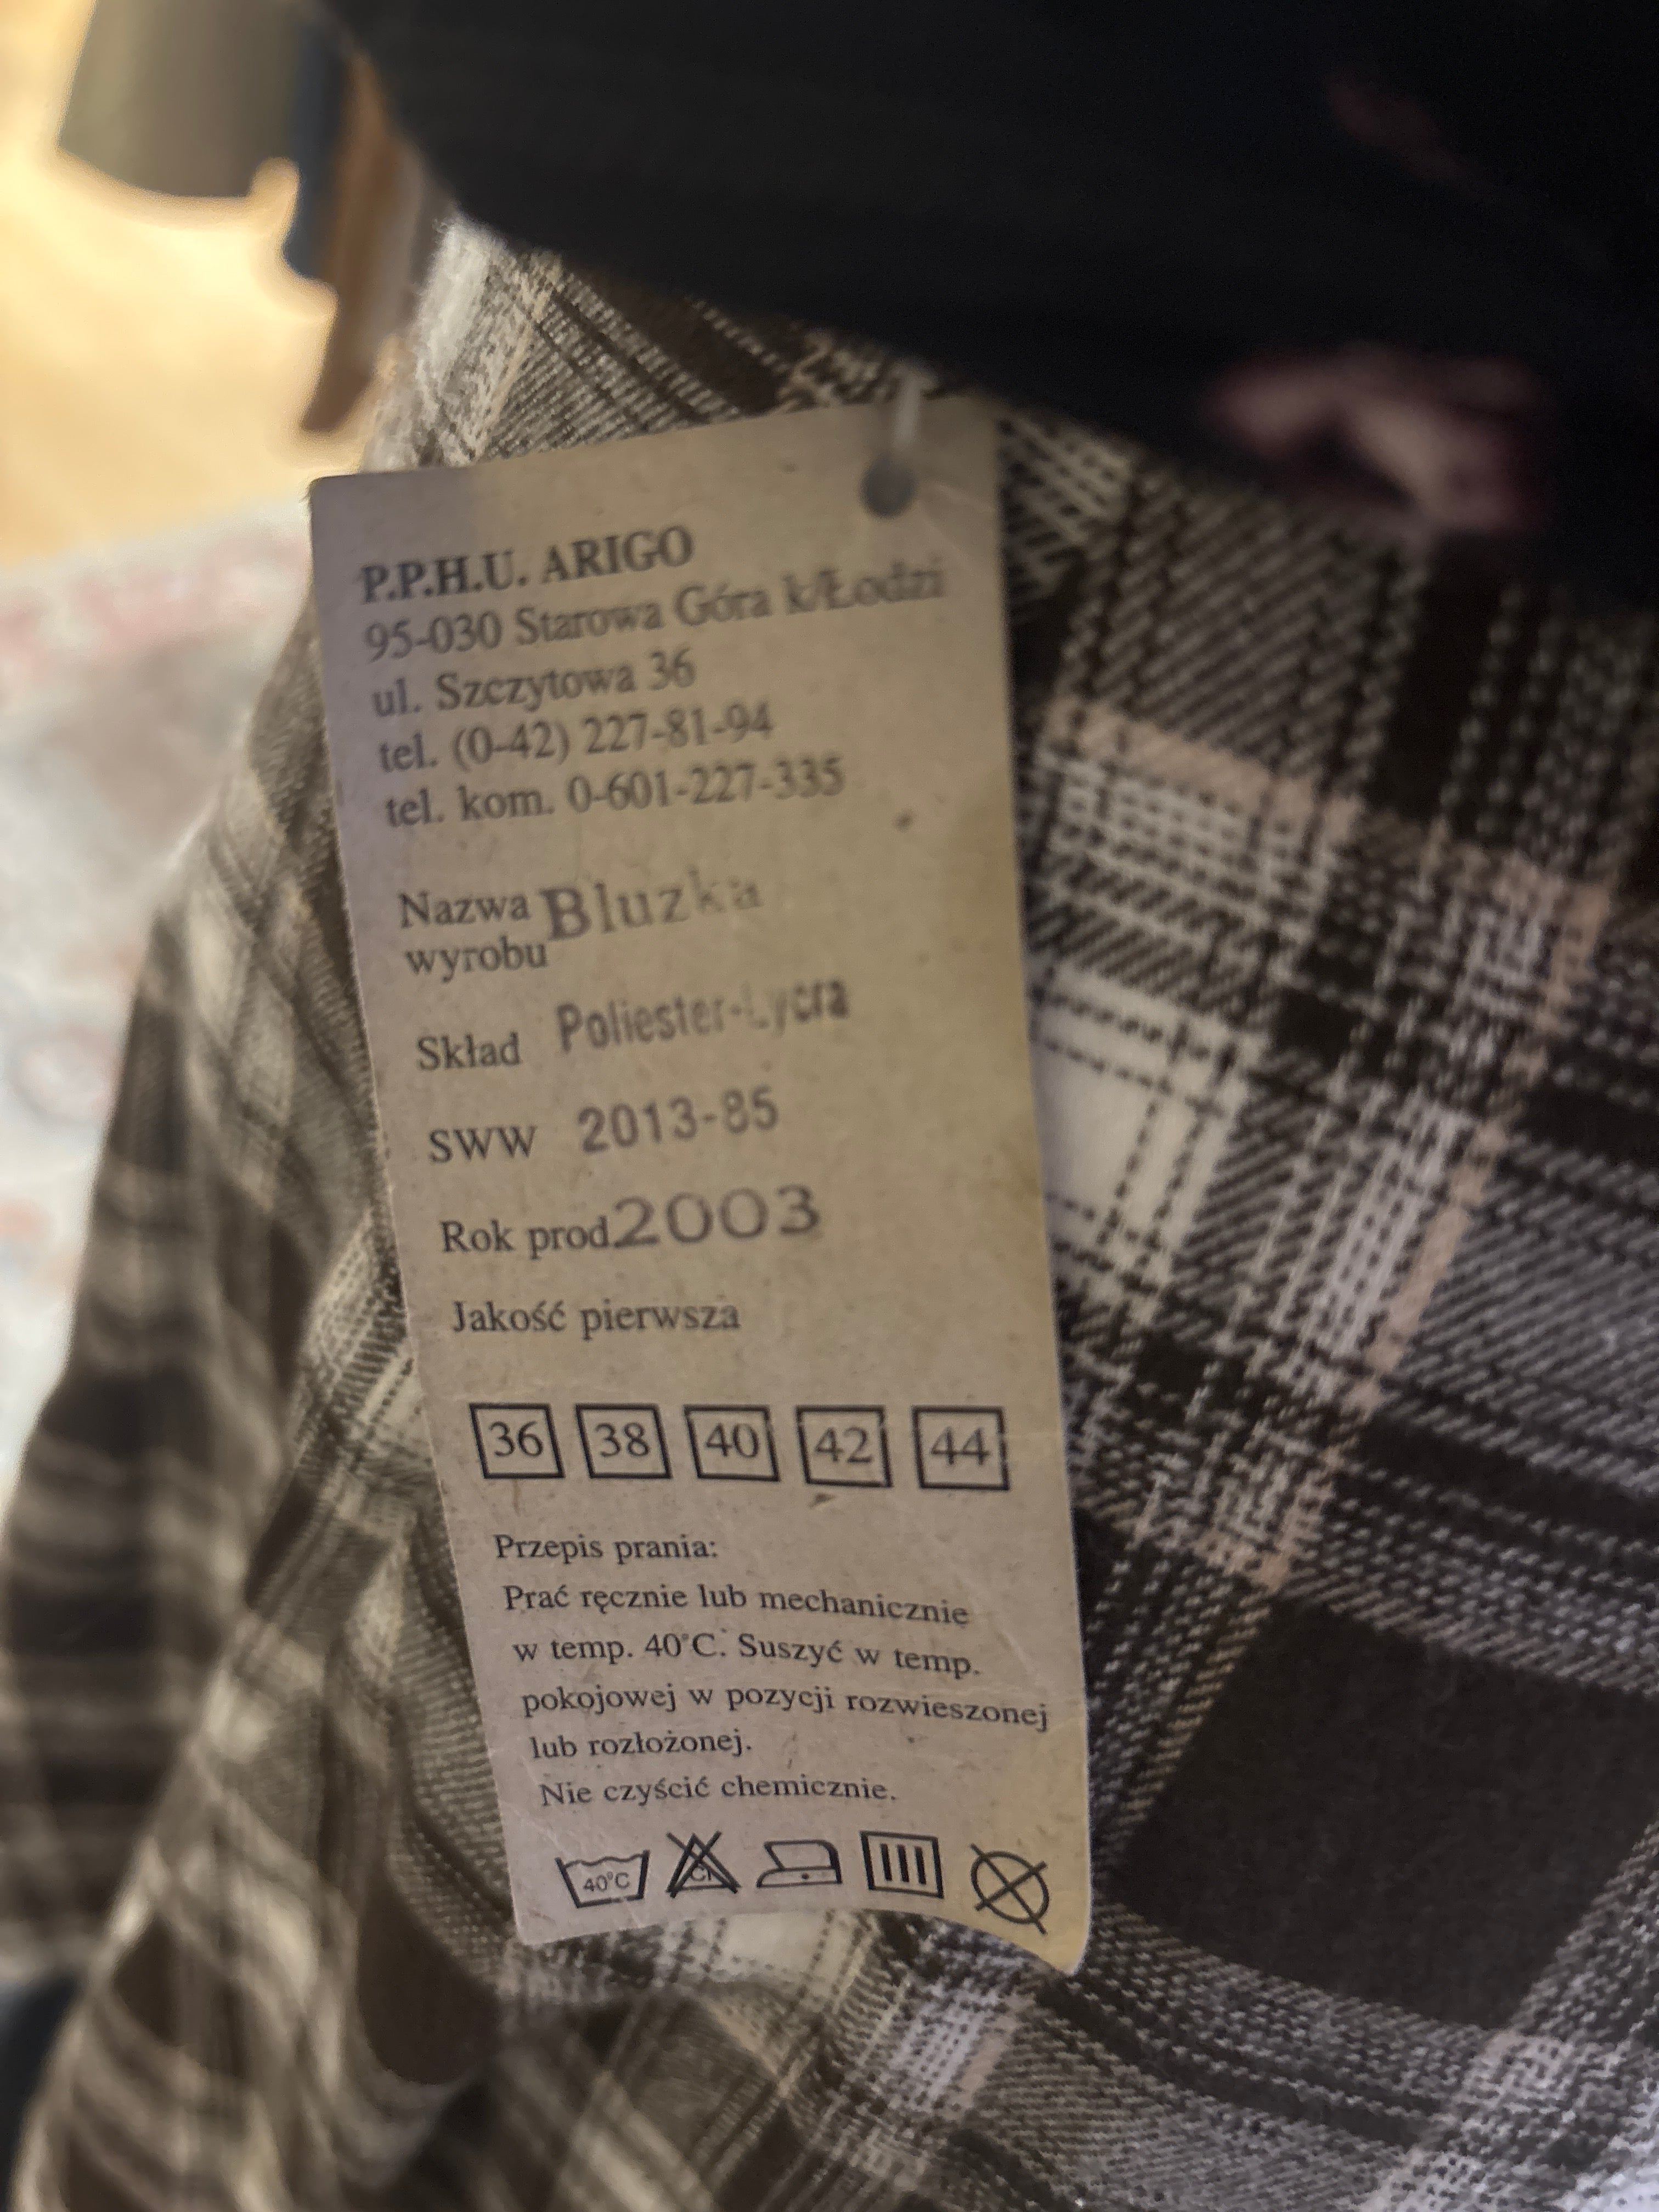 P.P.H.U. ARIGO
95-030 Starowa Góra k/Łodzi
ul. Szczytowa 36
tel. (0-42) 227-81-94
tel. kom. 0-601-227-335
Nazwa Bluzka
wyrobu
Skład Poliester-Lycra
SWW 2013-85
Rok prod. 2003
Jakość pierwsza
36 38 40 42 44
Przepis prania:
Prać ręcznie lub mechanicznie
w temp. 40°C. Suszyć w temp.
pokojowej w pozycji rozwieszonej
lub rozłożonej.
Nie czyścić chemicznie.
40°C Cl